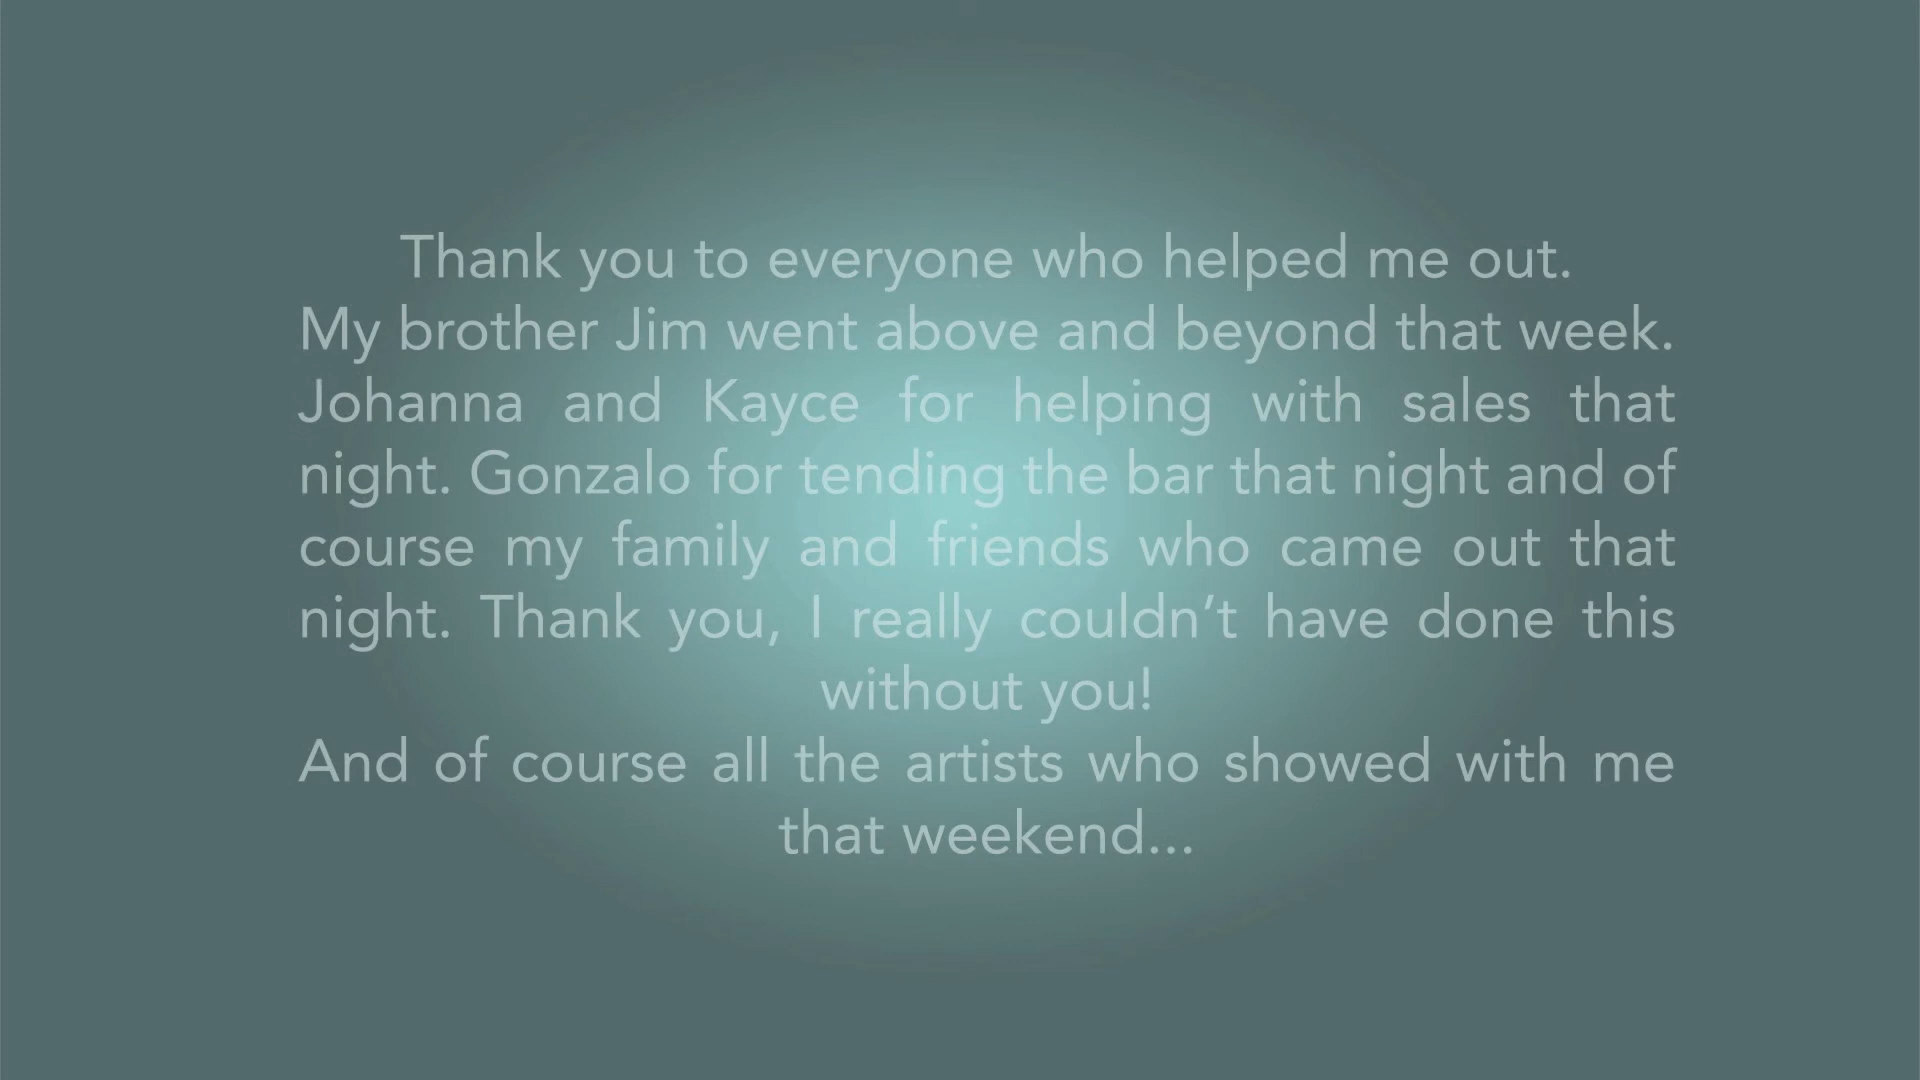 Thank you to everyone who helped me out.
My brother Jim went above and beyond that week.
Johanna and Kayce for helping with sales that
night. Gonzalo for tending the bar that night and of
course my family and friends who came out that
night. Thank you, I really couldn’t have done this
without you!
And of course all the artists who showed with me
that weekend...